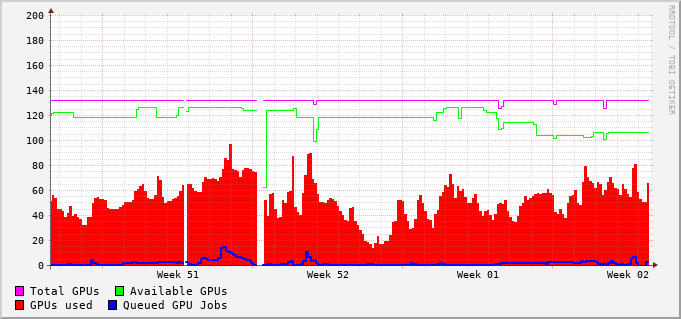 200
180
160
140
120
100
80
60
40
20
0
Week 51 Week 52 Week 01 Week 02
Total GPUs Available GPUs
GPUs used Queued GPU Jobs
RRDTOOL / TOBI OETIKER